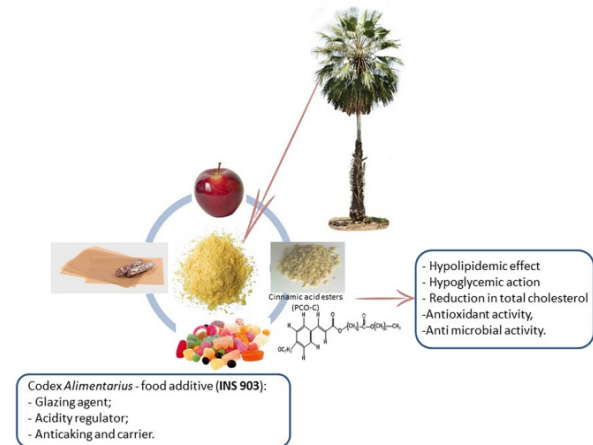 - Hypolipidemic effect
- Hypoglycemic action
- Reduction in total cholesterol
-Antioxidant activity,
-Anti microbial activity.
Cinnamic acid esters
(PCO-C)
Codex Alimentarius - food additive (INS 903):
- Glazing agent;
- Acidity regulator;
- Anticaking and carrier.